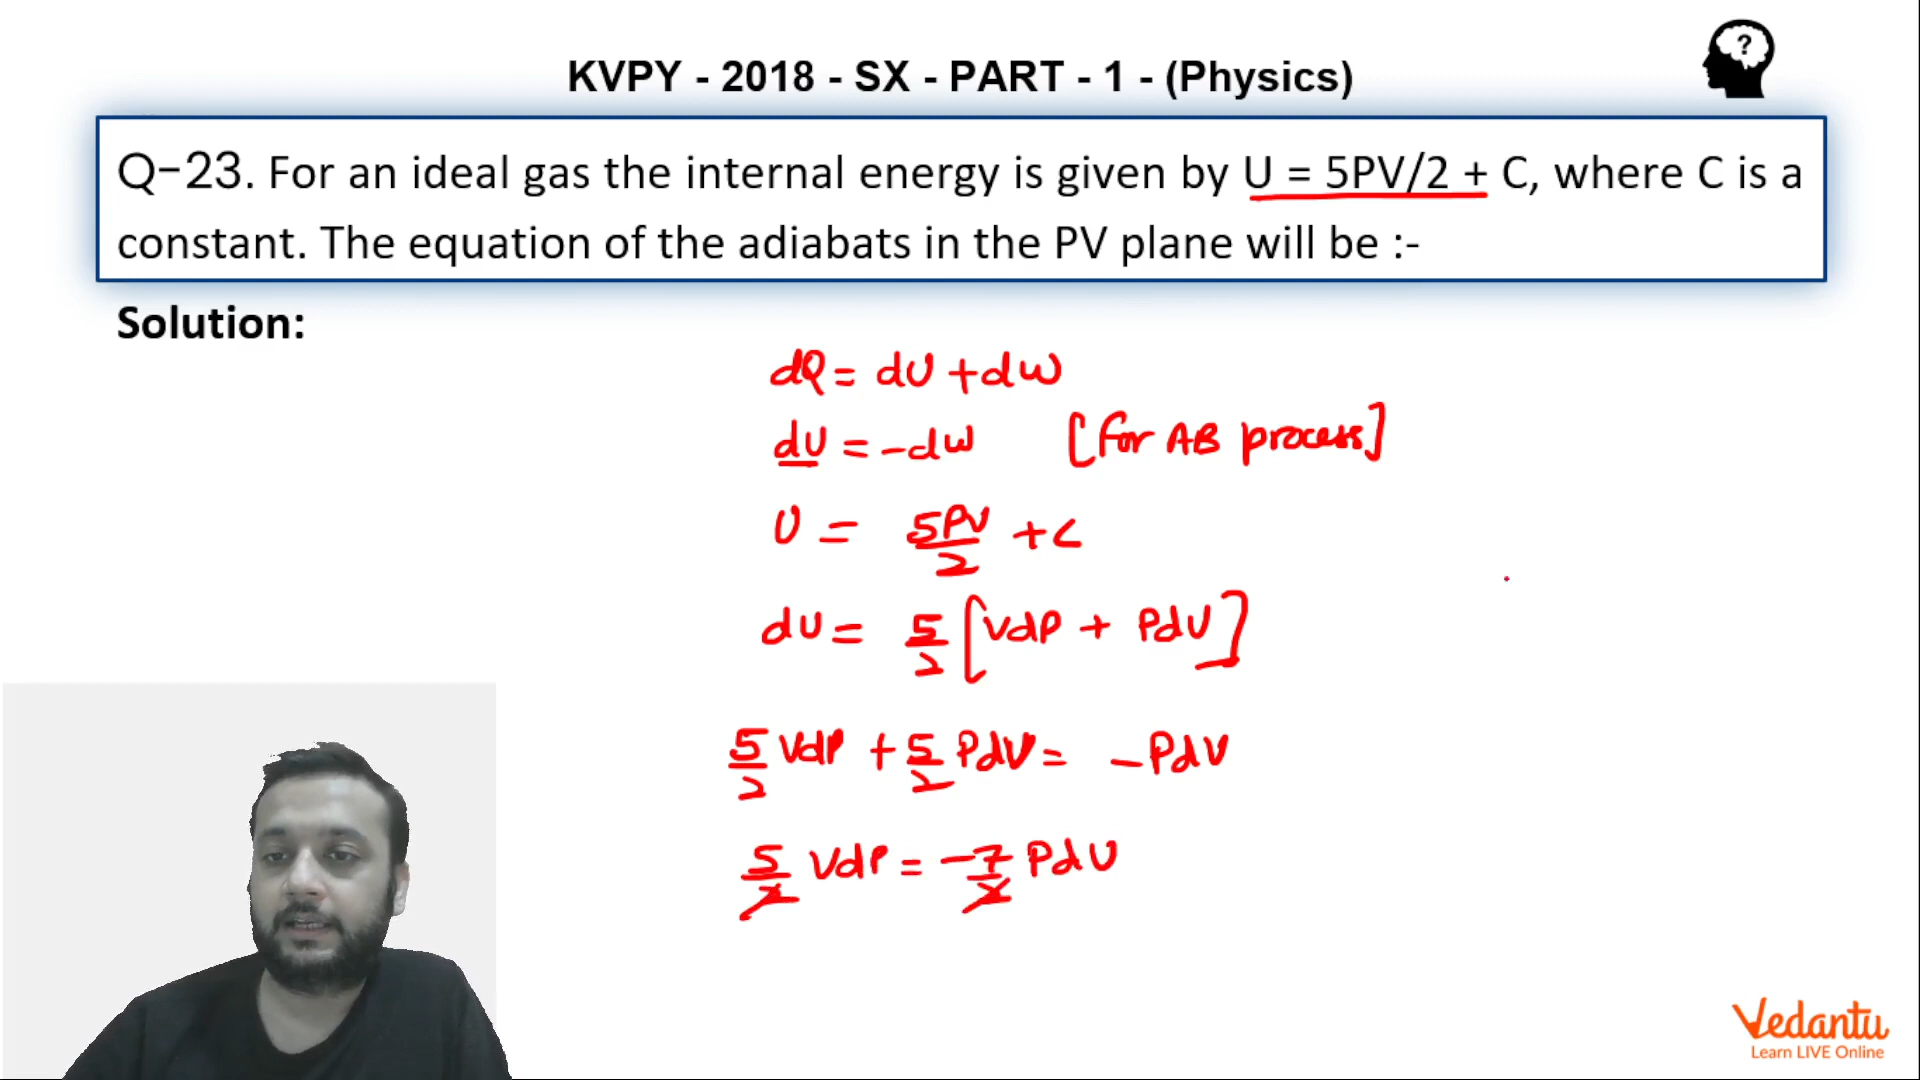 ?
KVPY - 2018 - SX - PART - 1 - (Physics)
Q-23. For an ideal gas the internal energy is given by U = 5PV/2 + C, where C is a
constant. The equation of the adiabats in the PV plane will be :-
Solution:
dQ = dU + dW
dU = -dW [for AB process]
U = 5PV/2 + C
dU = 5/2 [VdP + PdV]
5/2 VdP + 5/2 PdV = -PdV
5/2 VdP = -7/2 PdV
Vedantu
Learn LIVE Online